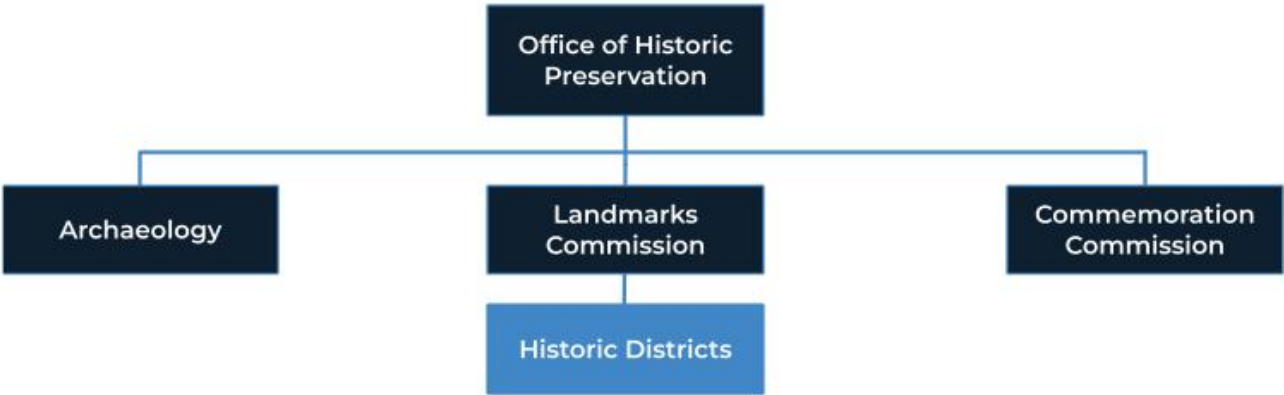 Office of Historic
Preservation
Archaeology
Landmarks
Commission
Commemoration
Commission
Historic Districts